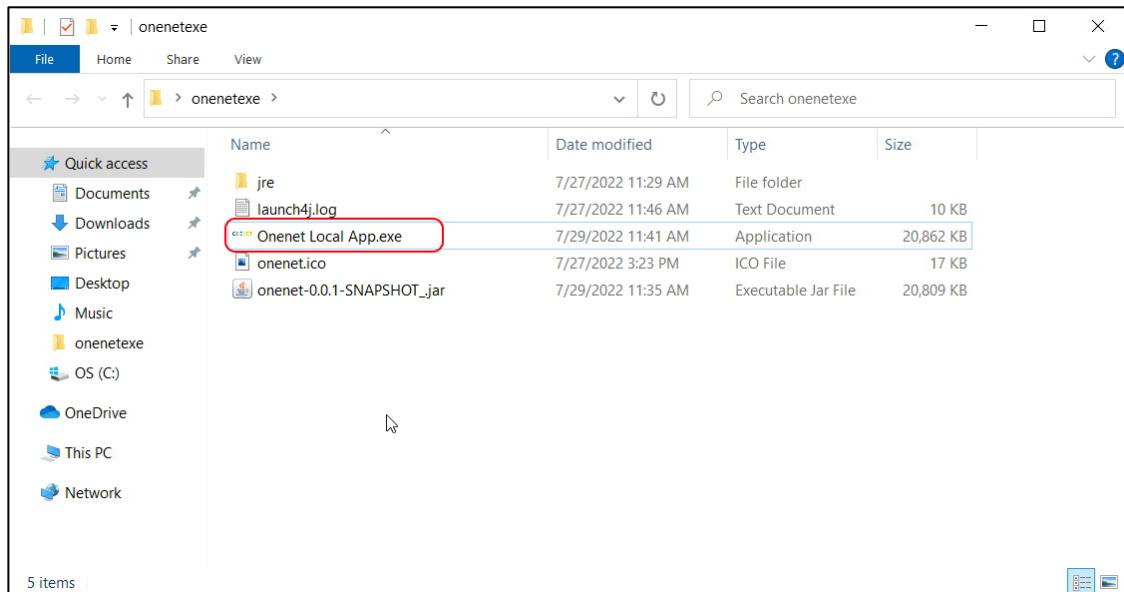 onenetexe
File Home Share View
onenetexe Search onenetexe
Name Date modified Type Size
Quick access
Documents
Downloads
Pictures
Desktop
Music
onenetexe
OS (C:)
OneDrive
This PC
Network
jre 7/27/2022 11:29 AM File folder
launch4j.log 7/27/2022 11:46 AM Text Document 10 KB
Onenet Local App.exe 7/29/2022 11:41 AM Application 20,862 KB
onenet.ico 7/27/2022 3:23 PM ICO File 17 KB
onenet-0.0.1-SNAPSHOT_.jar 7/29/2022 11:35 AM Executable Jar File 20,809 KB
5 items